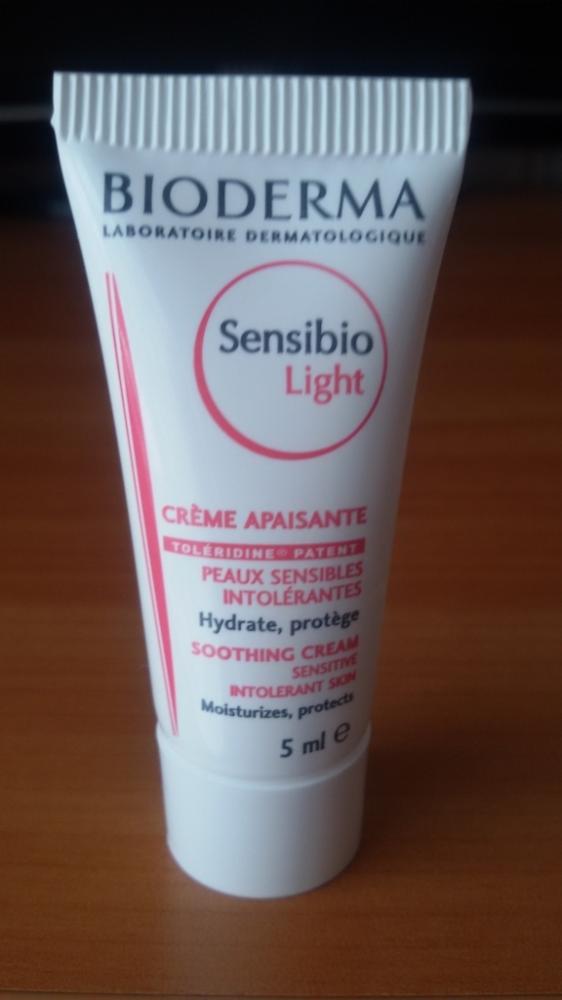 BIODERMA
LABORATOIRE DERMATOLOGIQUE
Sensibio
Light
CRÈME APAISANTE
TOLÉRIDINE® PATENT
PEAUX SENSIBLES
INTOLÉRANTES
Hydrate, protège
SOOTHING CREAM
SENSITIVE
INTOLERANT SKIN
Moisturizes, protects
5 ml ℮